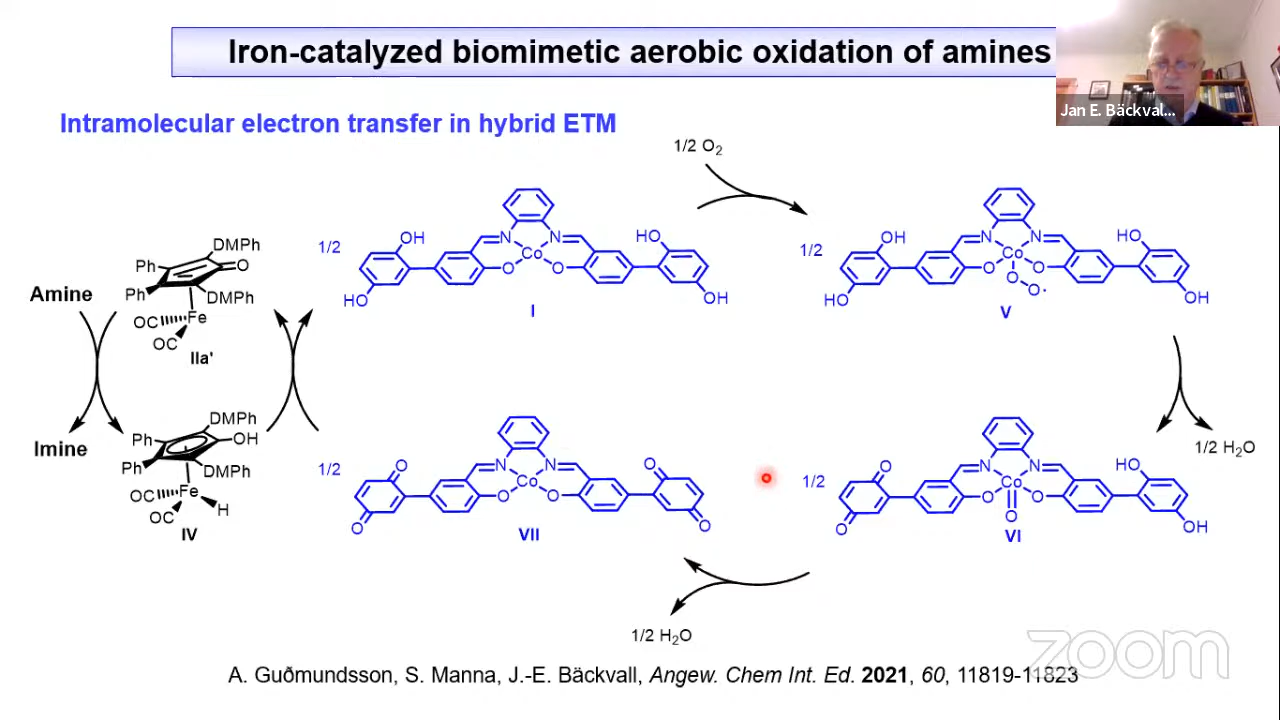 Iron-catalyzed biomimetic aerobic oxidation of amines
Jan E. Bäckval...
Intramolecular electron transfer in hybrid ETM
1/2 O2
Amine
Imine
Ph
DMPh
O
Ph
DMPh
OC
Fe
OC
IIa'
Ph
DMPh
OH
Ph
DMPh
OC
Fe
H
OC
IV
1/2
OH
HO
N
N
Co
O
O
HO
OH
I
1/2
OH
HO
N
N
Co
O
O
O
O·
HO
OH
V
1/2 H2O
1/2
O
O
N
N
Co
O
O
O
O
VII
1/2
O
O
N
N
Co
O
O
O
HO
OH
VI
1/2 H2O
zoom
A. Guðmundsson, S. Manna, J.-E. Bäckvall, Angew. Chem Int. Ed. 2021, 60, 11819-11823